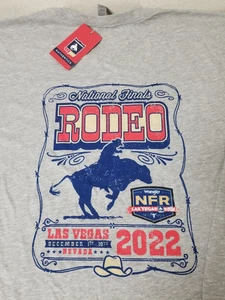 National Finals
RODEO
Wrangler
NFR
LAS VEGAS
LAS VEGAS
DECEMBER 1ST-10TH
NEVADA
2022